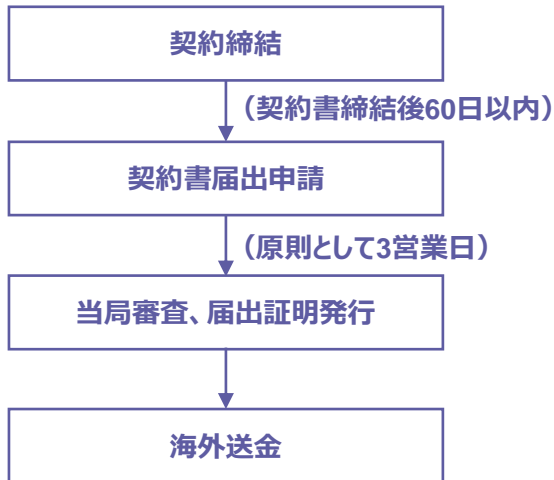 契約締結
（契約書締結後60日以内）
契約書届出申請
（原則として3営業日）
当局審査、届出証明発行
海外送金